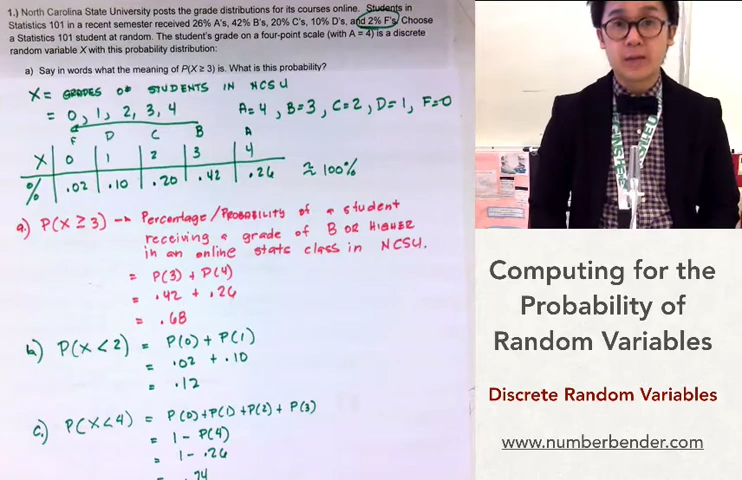 1.) North Carolina State University posts the grade distributions for its courses online. Students in
Statistics 101 in a recent semester received 26% A's, 42% B's, 20% C's, 10% D's, and 2% F's. Choose
a Statistics 101 student at random. The student's grade on a four-point scale (with A = 4) is a discrete
random variable X with this probability distribution:
a) Say in words what the meaning of P(X ≥ 3) is. What is this probability?
X = GRADES OF STUDENTS IN NCSU
= 0, 1, 2, 3, 4 A=4, B=3, C=2, D=1, F=0
F D C B A
X 0 1 2 3 4
% .02 .10 .20 .42 .26 ≈ 100%
a.) P(X ≥ 3) → Percentage/Probability of a student
receiving a grade of B or HIGHER
in an online stats class in NCSU.
= P(3) + P(4)
= .42 + .26
= .68
b.) P(X < 2) = P(0) + P(1)
= .02 + .10
= .12
c.) P(X < 4) = P(0) + P(1) + P(2) + P(3)
= 1 - P(4)
= 1 - .26
= .74
Computing for the
Probability of
Random Variables
Discrete Random Variables
www.numberbender.com